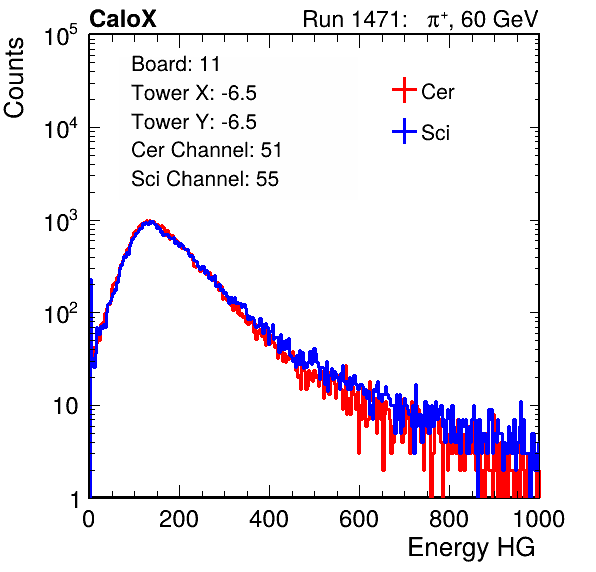 CaloX Run 1471: π⁺, 60 GeV
Counts
10⁵
10⁴
10³
10²
10
1
Board: 11
Tower X: -6.5
Tower Y: -6.5
Cer Channel: 51
Sci Channel: 55
Cer
Sci
0 200 400 600 800 1000
Energy HG